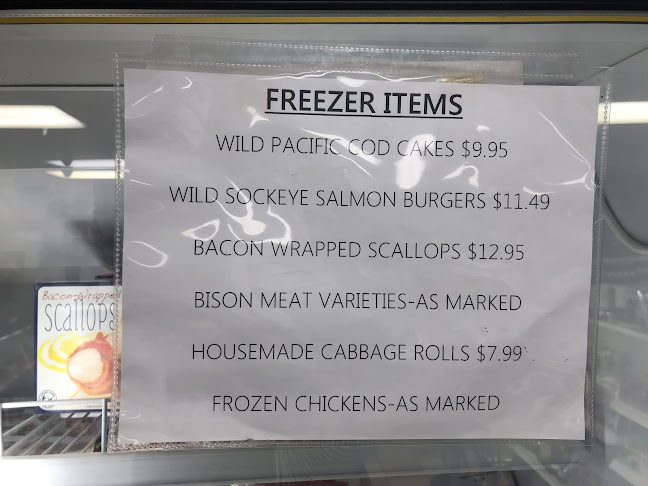 FREEZER ITEMS
WILD PACIFIC COD CAKES $9.95
WILD SOCKEYE SALMON BURGERS $11.49
BACON WRAPPED SCALLOPS $12.95
BISON MEAT VARIETIES-AS MARKED
HOUSEMADE CABBAGE ROLLS $7.99
FROZEN CHICKENS-AS MARKED
Bacon-Wrapped
scallops